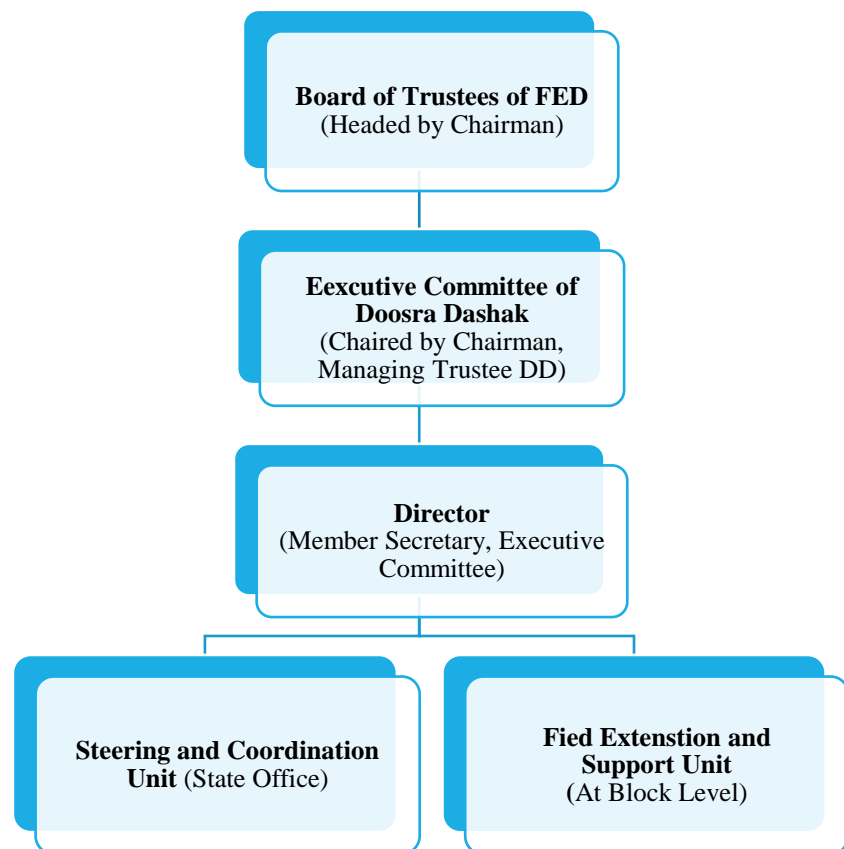 Board of Trustees of FED
(Headed by Chairman)
Eexcutive Committee of
Doosra Dashak
(Chaired by Chairman,
Managing Trustee DD)
Director
(Member Secretary, Executive
Committee)
Steering and Coordination
Unit (State Office)
Fied Extenstion and
Support Unit
(At Block Level)